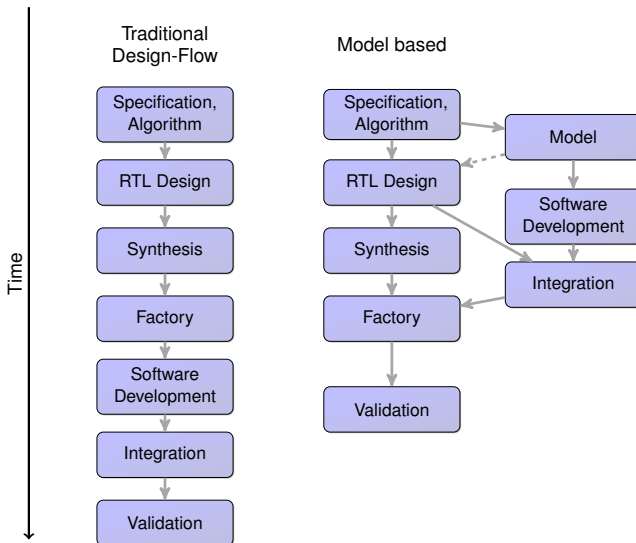 Traditional
Design-Flow
Specification,
Algorithm
RTL Design
Synthesis
Factory
Software
Development
Integration
Validation
Model based
Specification,
Algorithm
RTL Design
Synthesis
Factory
Validation
Model
Software
Development
Integration
Time